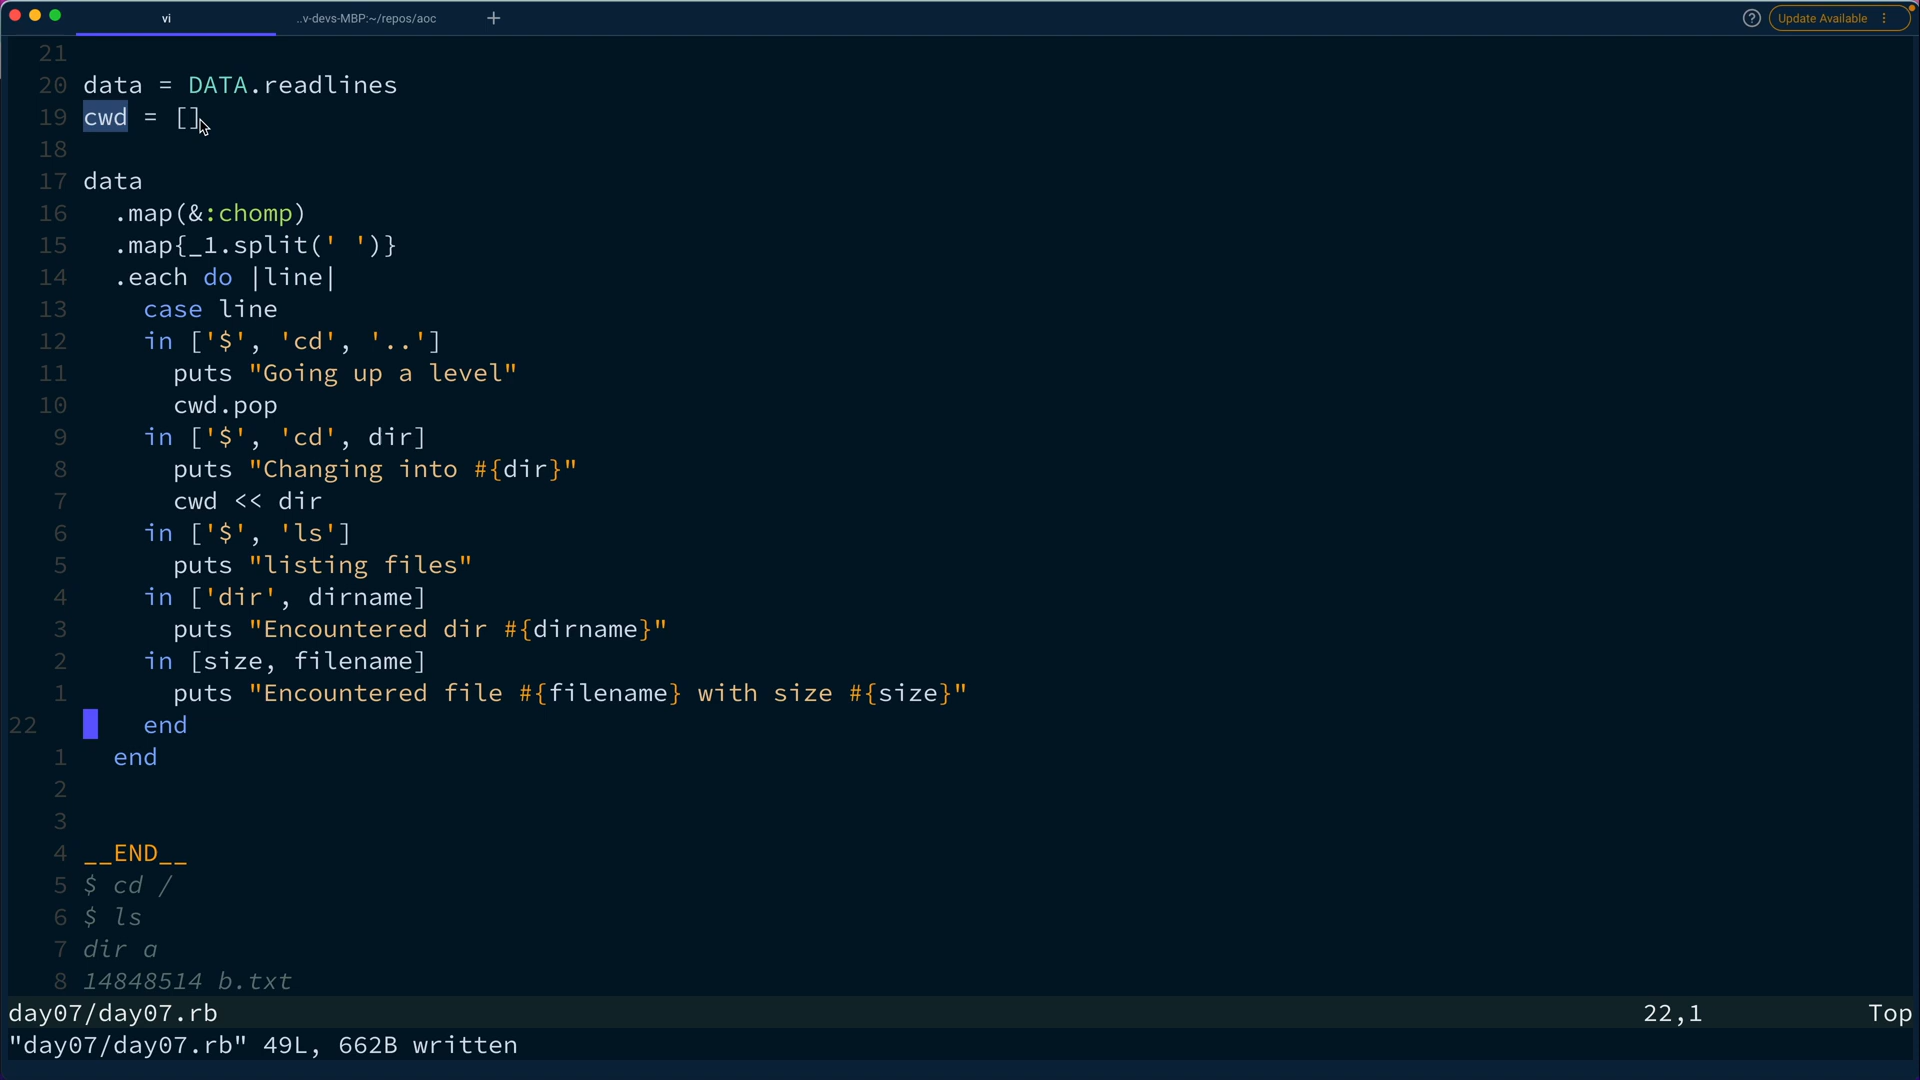 vi
..v-devs-MBP:~/repos/aoc
+
? Update Available
21
20 data = DATA.readlines
19 cwd = []
18
17 data
16   .map(&:chomp)
15   .map{_1.split(' ')}
14   .each do |line|
13     case line
12     in ['$', 'cd', '..']
11       puts "Going up a level"
10       cwd.pop
9     in ['$', 'cd', dir]
8       puts "Changing into #{dir}"
7       cwd << dir
6     in ['$', 'ls']
5       puts "listing files"
4     in ['dir', dirname]
3       puts "Encountered dir #{dirname}"
2     in [size, filename]
1       puts "Encountered file #{filename} with size #{size}"
22     end
1   end
2
3
4 __END__
5 $ cd /
6 $ ls
7 dir a
8 14848514 b.txt
day07/day07.rb 22,1 Top
"day07/day07.rb" 49L, 662B written